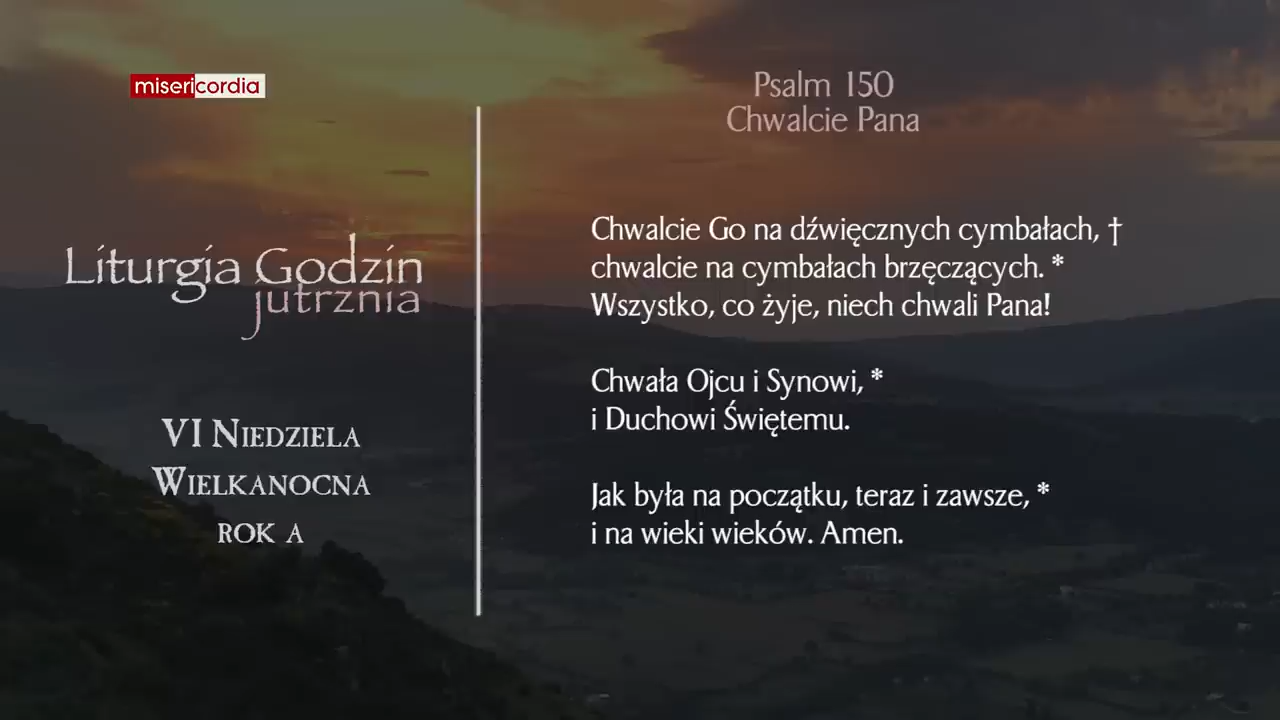 misericordia
Liturgia Godzin
jutrznia
VI Niedziela
Wielkanocna
rok A
Psalm 150
Chwalcie Pana
Chwalcie Go na dźwięcznych cymbałach, †
chwalcie na cymbałach brzęczących. *
Wszystko, co żyje, niech chwali Pana!
Chwała Ojcu i Synowi, *
i Duchowi Świętemu.
Jak była na początku, teraz i zawsze, *
i na wieki wieków. Amen.